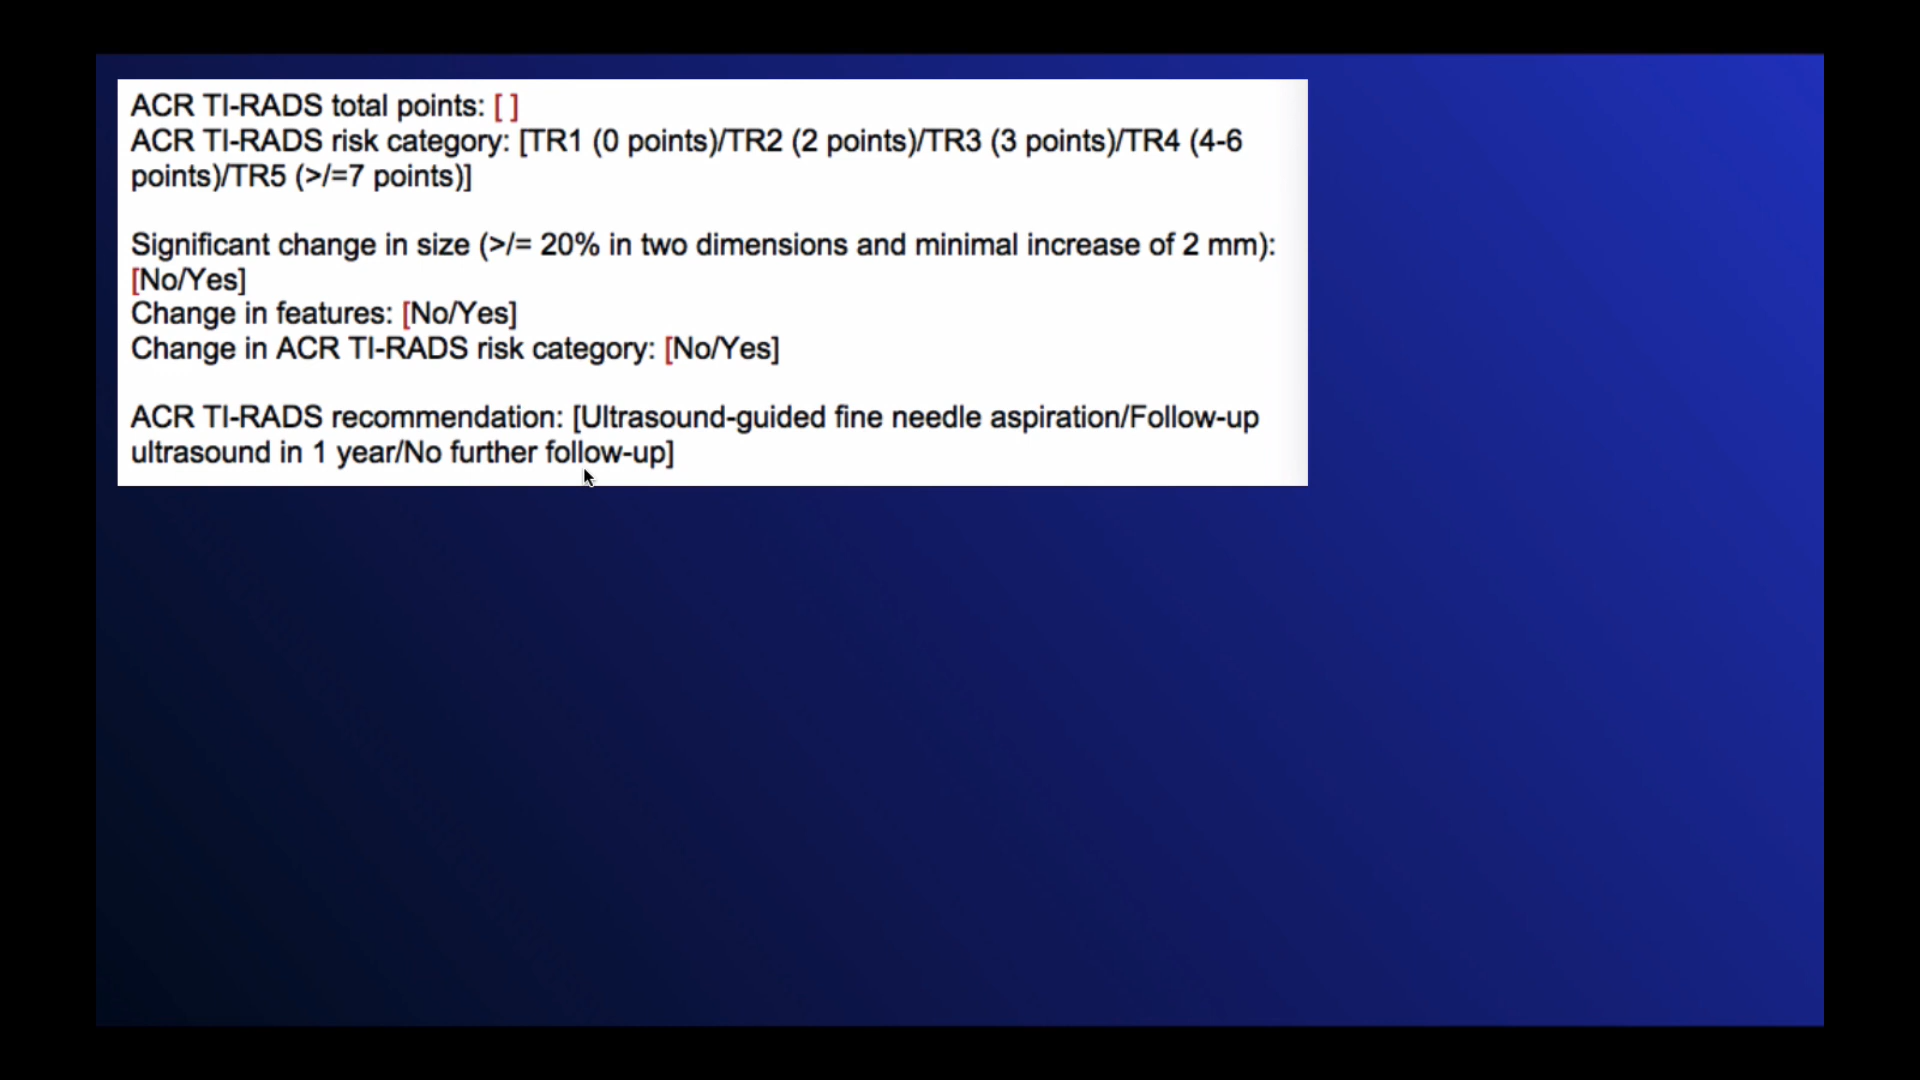 ACR TI-RADS total points: [ ]
ACR TI-RADS risk category: [TR1 (0 points)/TR2 (2 points)/TR3 (3 points)/TR4 (4-6
points)/TR5 (>/=7 points)]
Significant change in size (>/= 20% in two dimensions and minimal increase of 2 mm):
[No/Yes]
Change in features: [No/Yes]
Change in ACR TI-RADS risk category: [No/Yes]
ACR TI-RADS recommendation: [Ultrasound-guided fine needle aspiration/Follow-up
ultrasound in 1 year/No further follow-up]